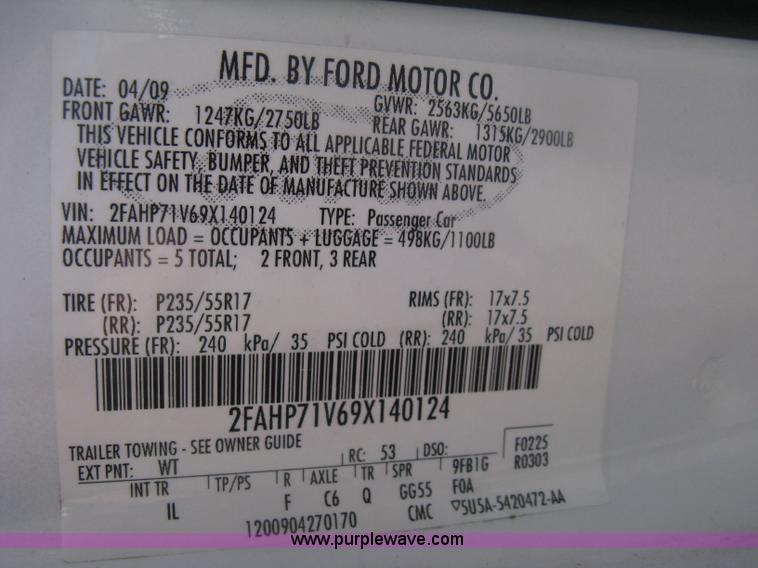 MFD. BY FORD MOTOR CO.
DATE: 04/09 GVWR: 2563KG/5650LB
FRONT GAWR: 1247KG/2750LB REAR GAWR: 1315KG/2900LB
THIS VEHICLE CONFORMS TO ALL APPLICABLE FEDERAL MOTOR
VEHICLE SAFETY, BUMPER, AND THEFT PREVENTION STANDARDS
IN EFFECT ON THE DATE OF MANUFACTURE SHOWN ABOVE.
VIN: 2FAHP71V69X140124 TYPE: Passenger Car
MAXIMUM LOAD = OCCUPANTS + LUGGAGE = 498KG/1100LB
OCCUPANTS = 5 TOTAL; 2 FRONT, 3 REAR
TIRE (FR): P235/55R17 RIMS (FR): 17x7.5
(RR): P235/55R17 (RR): 17x7.5
PRESSURE (FR): 240 kPa/ 35 PSI COLD (RR): 240 kPa/ 35 PSI COLD
2FAHP71V69X140124
TRAILER TOWING - SEE OWNER GUIDE
EXT PNT: WT RC: 53 DSO: F0225
INT TR TP/PS R AXLE TR SPR 9FB1G R0303
IL F C6 Q GG55 F0A
1200904270170 CMC ▽5U5A-5420472-AA
www.purplewave.com